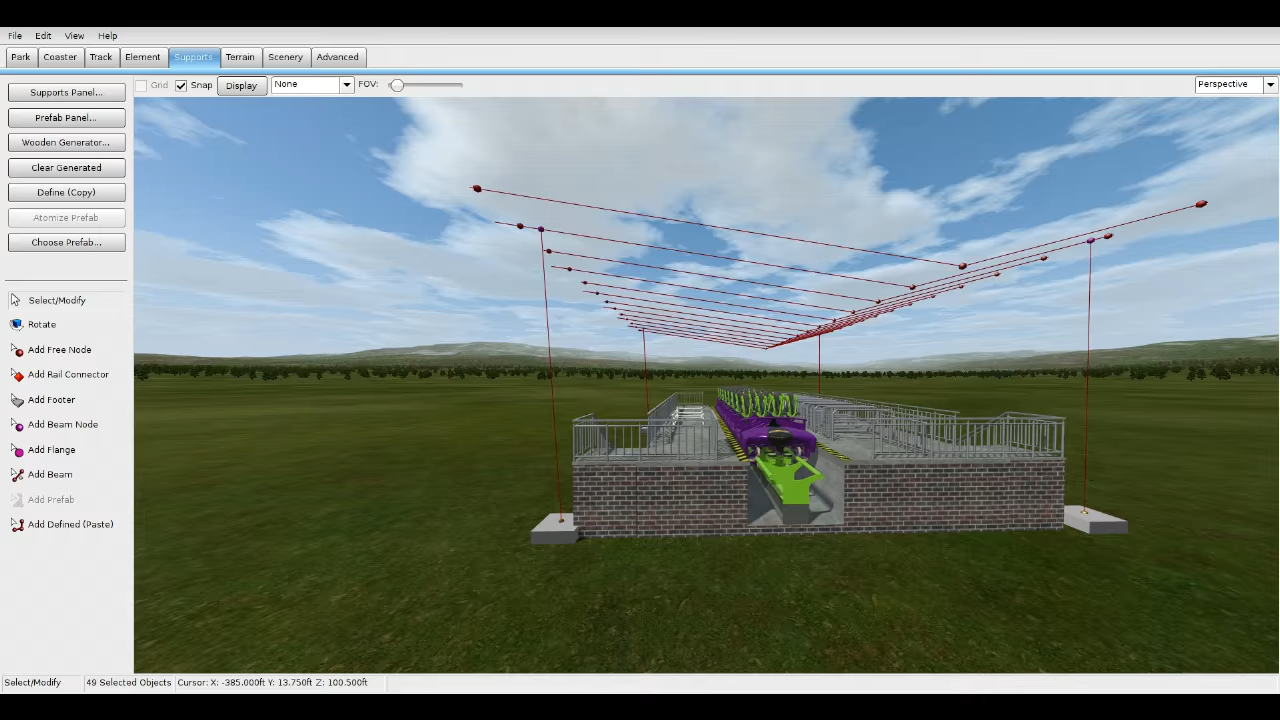 File Edit View Help
Park Coaster Track Element Supports Terrain Scenery Advanced
Grid Snap Display None FOV: Perspective
Supports Panel...
Prefab Panel...
Wooden Generator...
Clear Generated
Define (Copy)
Atomize Prefab
Choose Prefab...
Select/Modify
Rotate
Add Free Node
Add Rail Connector
Add Footer
Add Beam Node
Add Flange
Add Beam
Add Prefab
Add Defined (Paste)
Select/Modify 49 Selected Objects Cursor: X: -385.000ft Y: 13.750ft Z: 100.500ft